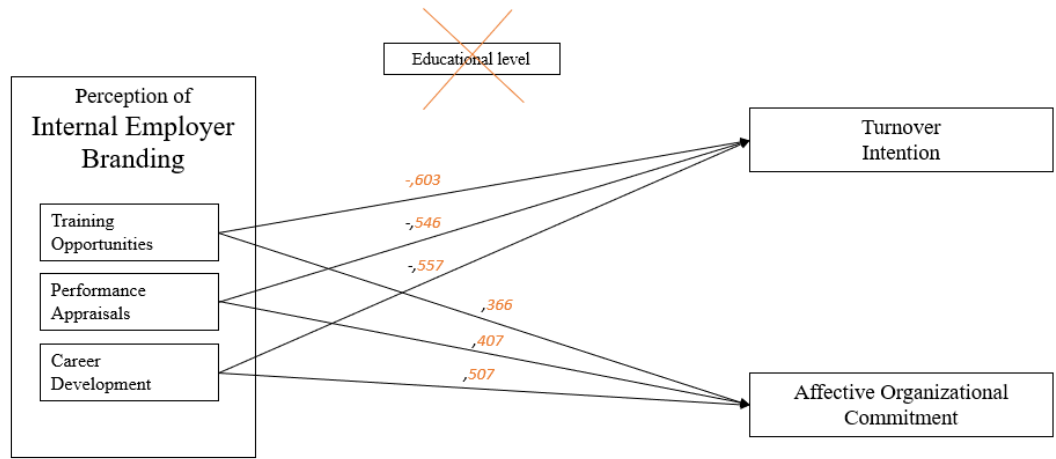 Educational level
Perception of
Internal Employer
Branding
Turnover
Intention
-,603
Training
Opportunities
-,546
-,557
Performance
Appraisals
,366
,407
Career
Development
,507
Affective Organizational
Commitment